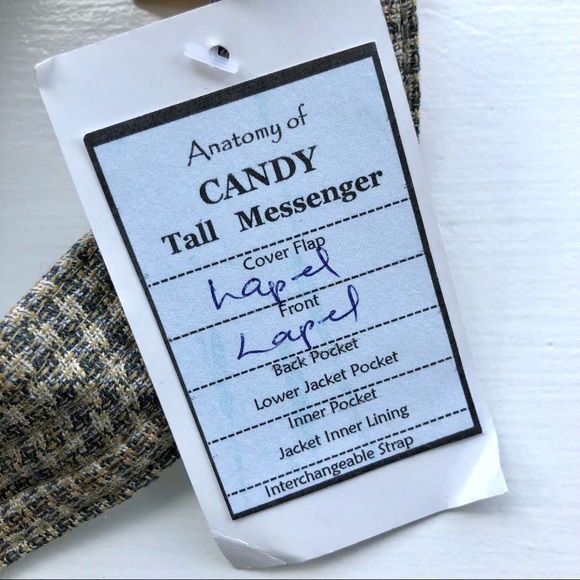 Anatomy of
CANDY
Tall Messenger
Cover Flap
Lapel
Front
Lapel
Back Pocket
Lower Jacket Pocket
Inner Pocket
Jacket Inner Lining
Interchangeable Strap